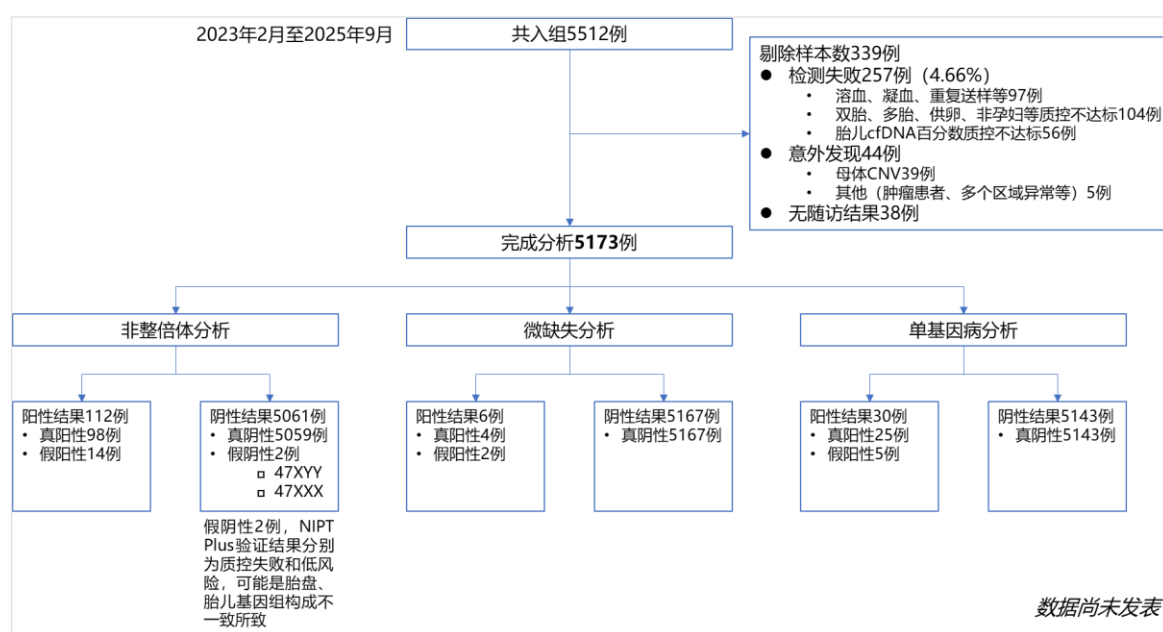 2023年2月至2025年9月
共入组5512例
剔除样本数339例
● 检测失败257例（4.66%）
• 溶血、凝血、重复送样等97例
• 双胎、多胎、供卵、非孕妇等质控不达标104例
• 胎儿cfDNA百分数质控不达标56例
● 意外发现44例
• 母体CNV39例
• 其他（肿瘤患者、多个区域异常等）5例
● 无随访结果38例
完成分析5173例
非整倍体分析
阳性结果112例
• 真阳性98例
• 假阳性14例
阴性结果5061例
• 真阴性5059例
• 假阴性2例
▫ 47XYY
▫ 47XXX
假阴性2例，NIPT
Plus验证结果分别
为质控失败和低风
险，可能是胎盘、
胎儿基因组构成不
一致所致
微缺失分析
阳性结果6例
• 真阳性4例
• 假阳性2例
阴性结果5167例
• 真阴性5167例
单基因病分析
阳性结果30例
• 真阳性25例
• 假阳性5例
阴性结果5143例
• 真阴性5143例
数据尚未发表